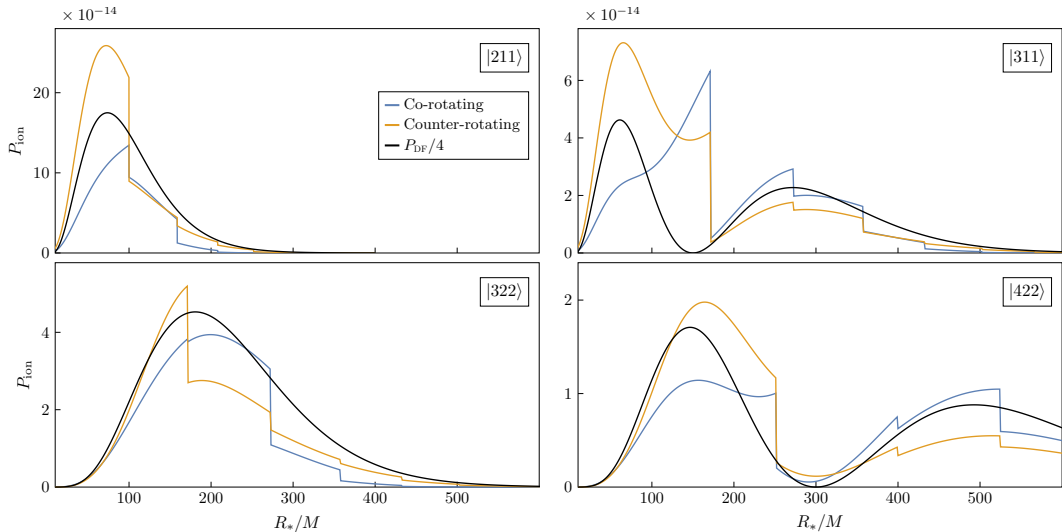 × 10⁻¹⁴
× 10⁻¹⁴
|211⟩
|311⟩
Co-rotating
Counter-rotating
P_DF/4
P_ion
20
10
0
6
4
2
0
|322⟩
|422⟩
P_ion
4
2
0
2
1
0
100 200 300 400 500
100 200 300 400 500
R_*/M
R_*/M